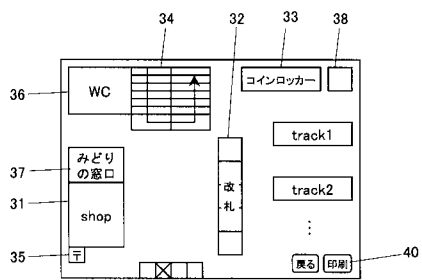 34
32
33
38
36
WC
コインロッカー
track1
37
みどり
の窓口
31
shop
改
札
track2
⋮
35
〒
戻る
印刷
40